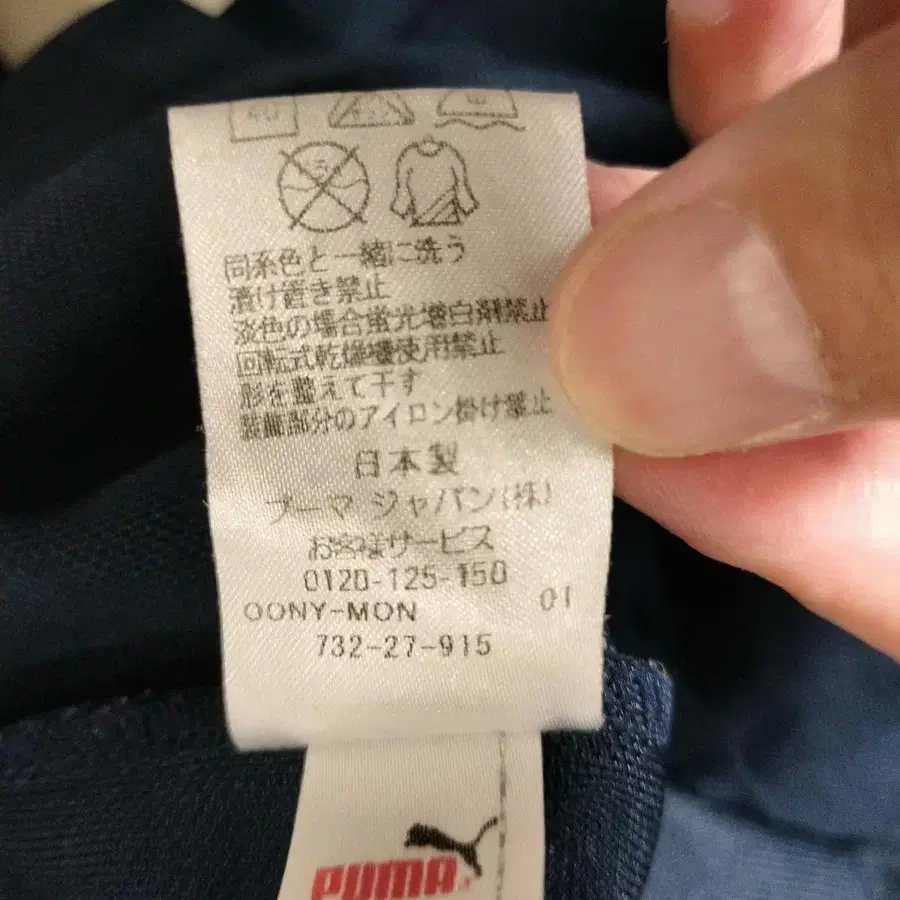 40
同系色と一緒に洗う
漬け置き禁止
淡色の場合蛍光増白剤禁止
回転式乾燥機使用禁止
形を整えて干す
装飾部分のアイロン掛け禁止
日本製
プーマ ジャパン(株)
お客様サービス
0120-125-150
OONY-MON 01
732-27-915
PUMA